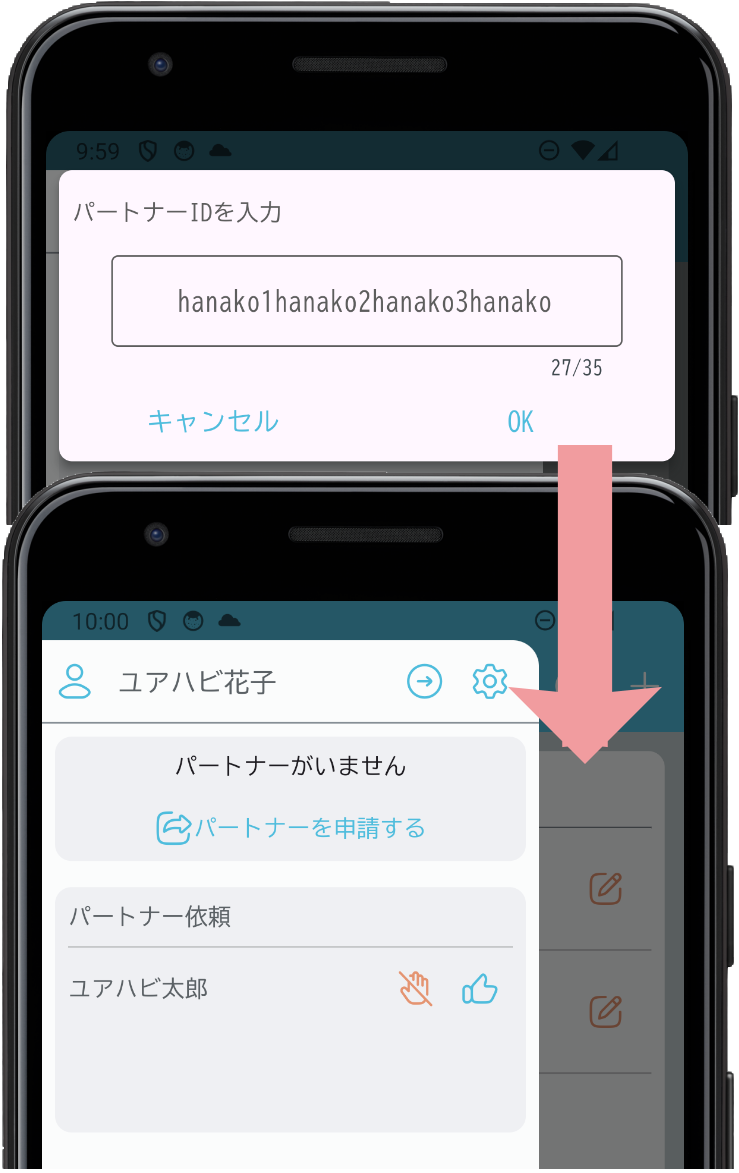 9:59
パートナーIDを入力
hanako1hanako2hanako3hanako
27/35
キャンセル
OK
10:00
ユアハビ花子
パートナーがいません
パートナーを申請する
パートナー依頼
ユアハビ太郎